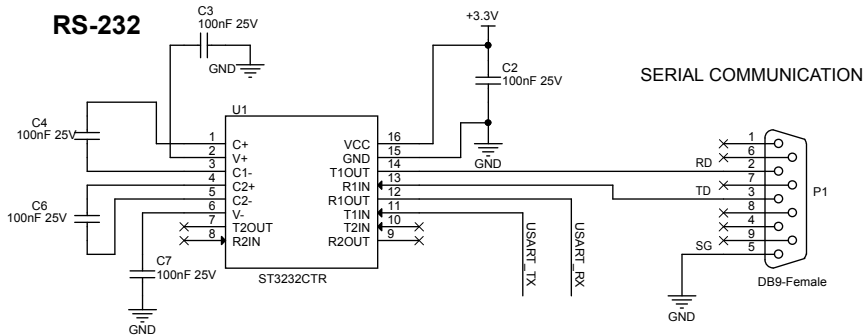 RS-232
C3
100nF 25V
GND
+3.3V
C2
100nF 25V
GND
SERIAL COMMUNICATION
C4
100nF 25V
C6
100nF 25V
C7
100nF 25V
GND
U1
1 C+ VCC 16
2 V+ GND 15
3 C1- T1OUT 14
4 C2+ R1IN 13
5 C2- R1OUT 12
6 V- T1IN 11
7 T2OUT T2IN 10
8 R2IN R2OUT 9
ST3232CTR
USART_TX
USART_RX
1
6
RD 2
7
TD 3
8
4
9
SG 5
P1
DB9-Female
GND